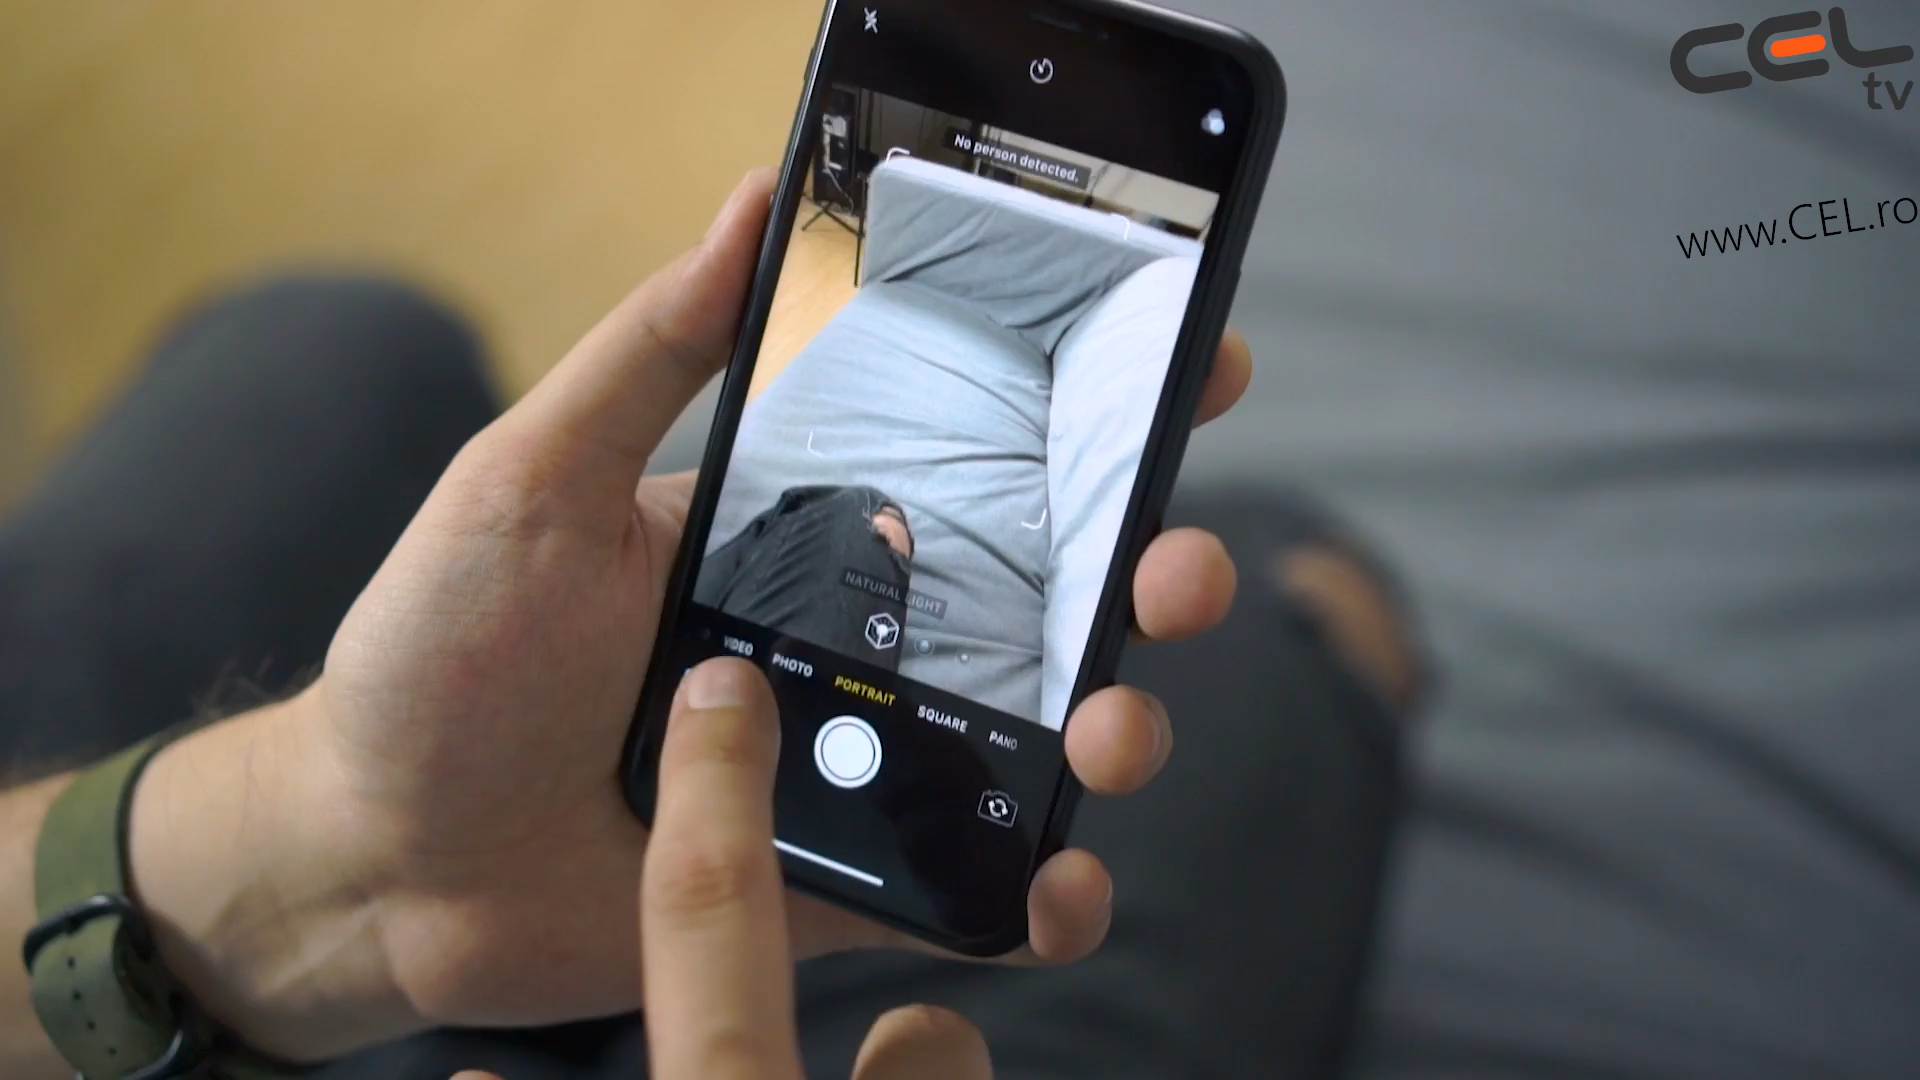 CEL
tv
www.CEL.ro
No person detected.
NATURAL LIGHT
VIDEO
PHOTO
PORTRAIT
SQUARE
PANO